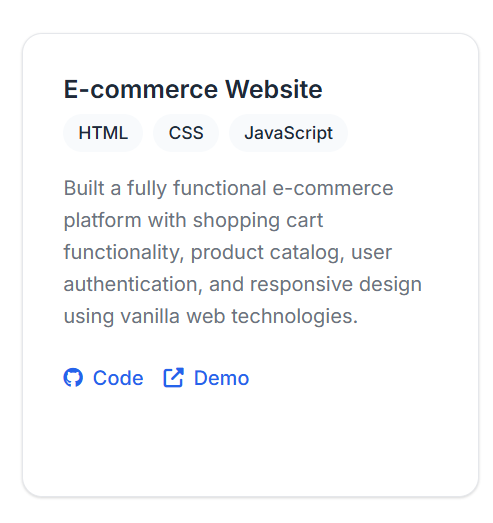 E-commerce Website
HTML CSS JavaScript
Built a fully functional e-commerce
platform with shopping cart
functionality, product catalog, user
authentication, and responsive design
using vanilla web technologies.
Code Demo